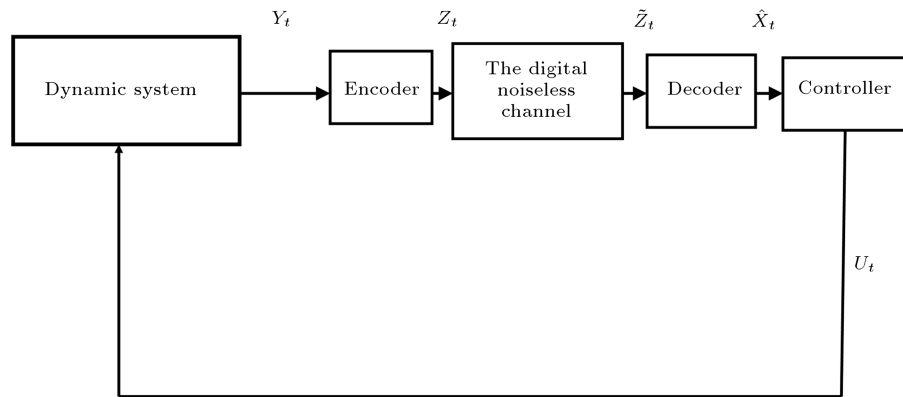 Y_t Z_t Z̃_t X̂_t
Dynamic system
Encoder
The digital
noiseless
channel
Decoder
Controller
U_t